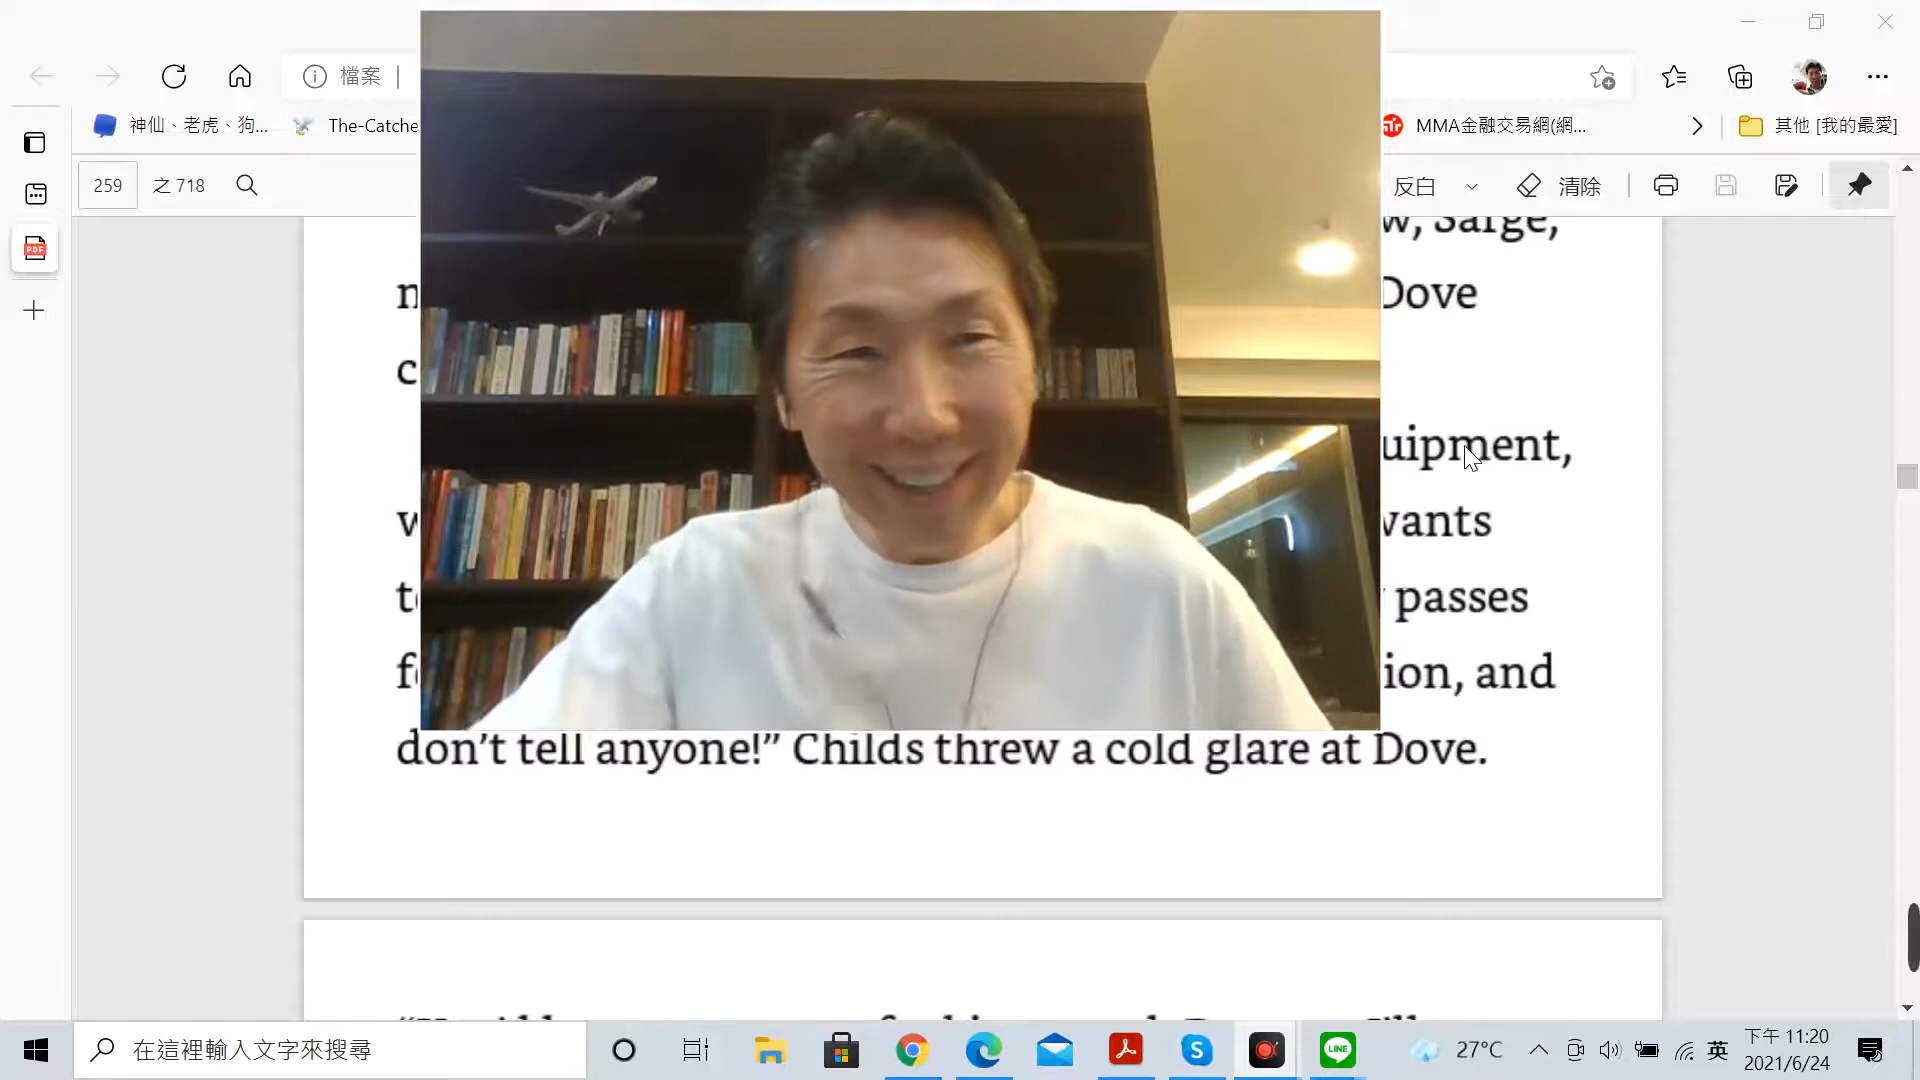 檔案
神仙、老虎、狗...
The-Catche
MMA金融交易網(網...
其他 [我的最愛]
259
之 718
反白
清除
w, Sarge,
Dove
uipment,
vants
passes
ion, and
don't tell anyone!" Childs threw a cold glare at Dove.
在這裡輸入文字來搜尋
27°C
英
下午 11:20
2021/6/24
PDF
LINE